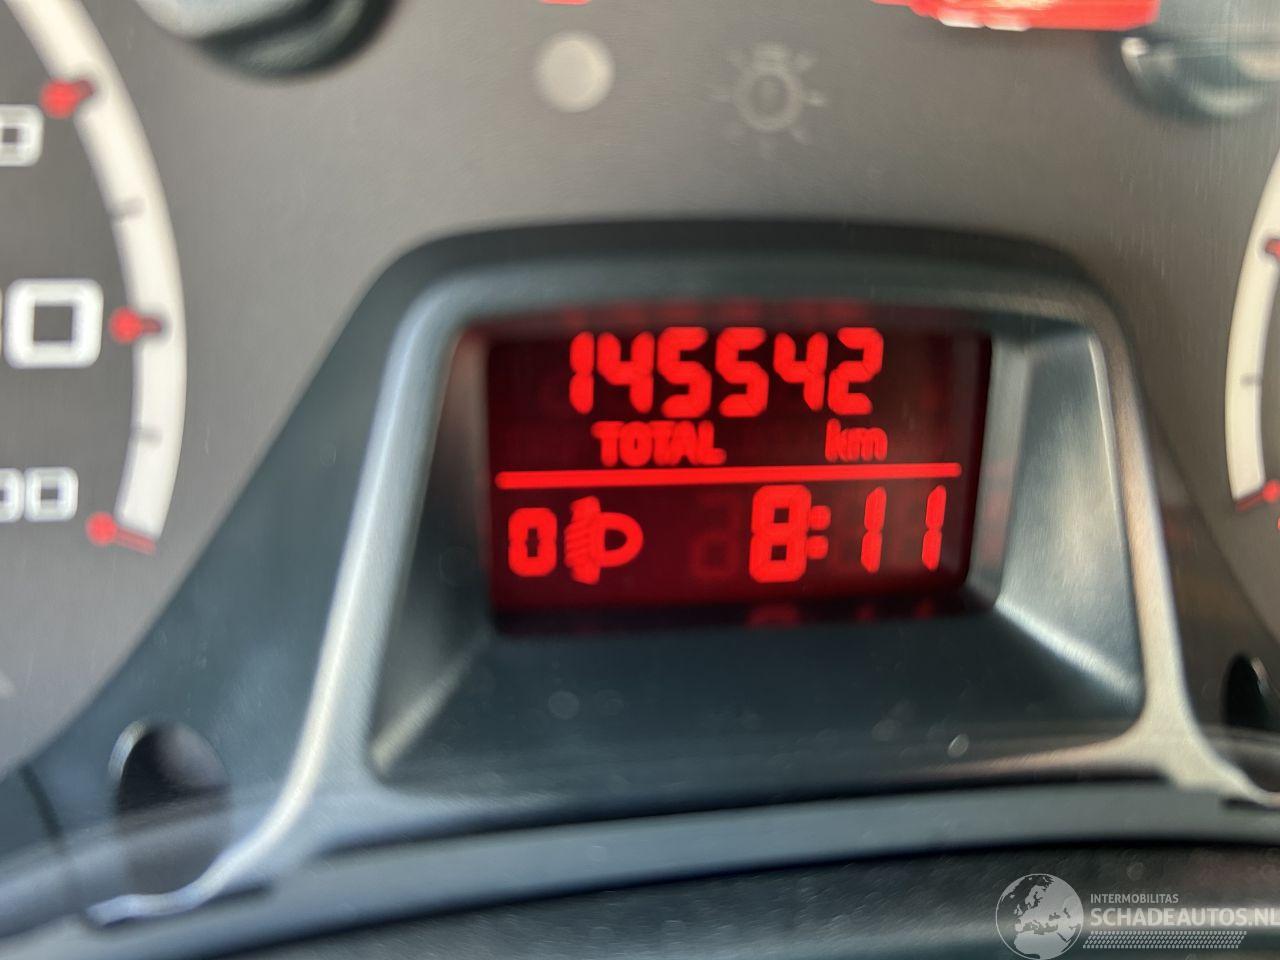 145542
TOTAL km
0 8:11
INTERMOBILITAS
SCHADEAUTOS.NL